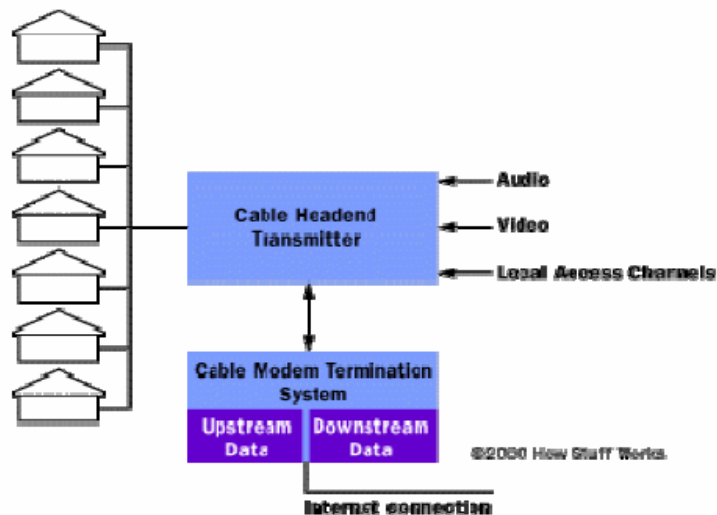 Cable Headend
Transmitter
Audio
Video
Local Access Channels
Cable Modem Termination
System
Upstream
Data
Downstream
Data
©2000 How Stuff Works
Internet connection